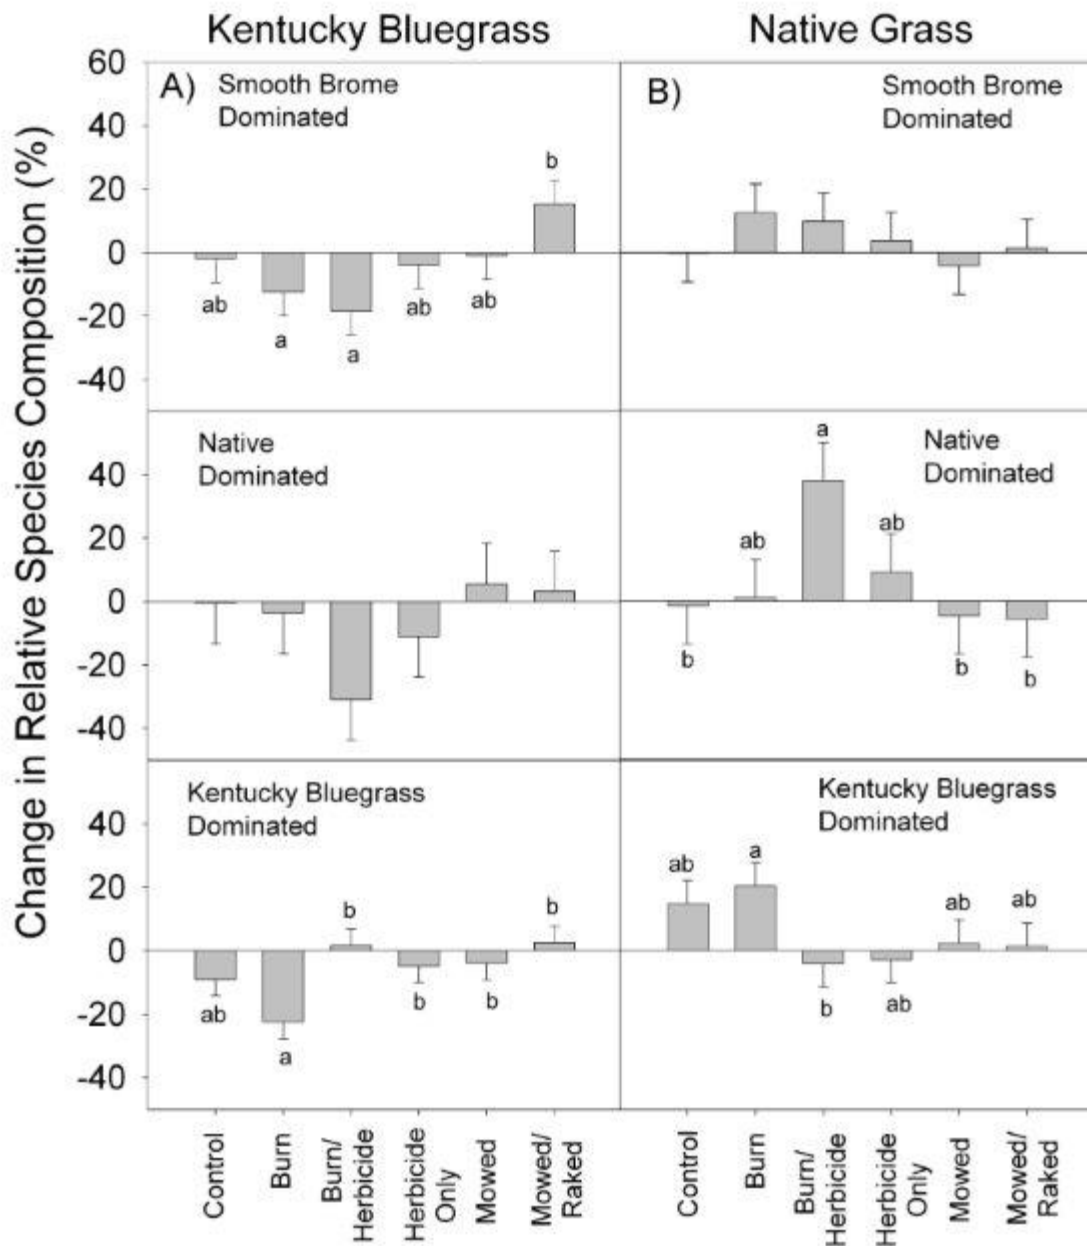 Kentucky Bluegrass
Native Grass
Change in Relative Species Composition (%)
A)
Smooth Brome
Dominated
60
40
20
0
-20
-40
ab
a
a
ab
ab
b
B)
Smooth Brome
Dominated
Native
Dominated
40
20
0
-20
-40
Native
Dominated
b
ab
a
ab
b
b
Kentucky Bluegrass
Dominated
40
20
0
-20
-40
ab
a
b
b
b
b
Kentucky Bluegrass
Dominated
ab
a
b
ab
ab
ab
Control
Burn
Burn/
Herbicide
Herbicide
Only
Mowed
Mowed/
Raked
Control
Burn
Burn/
Herbicide
Herbicide
Only
Mowed
Mowed/
Raked